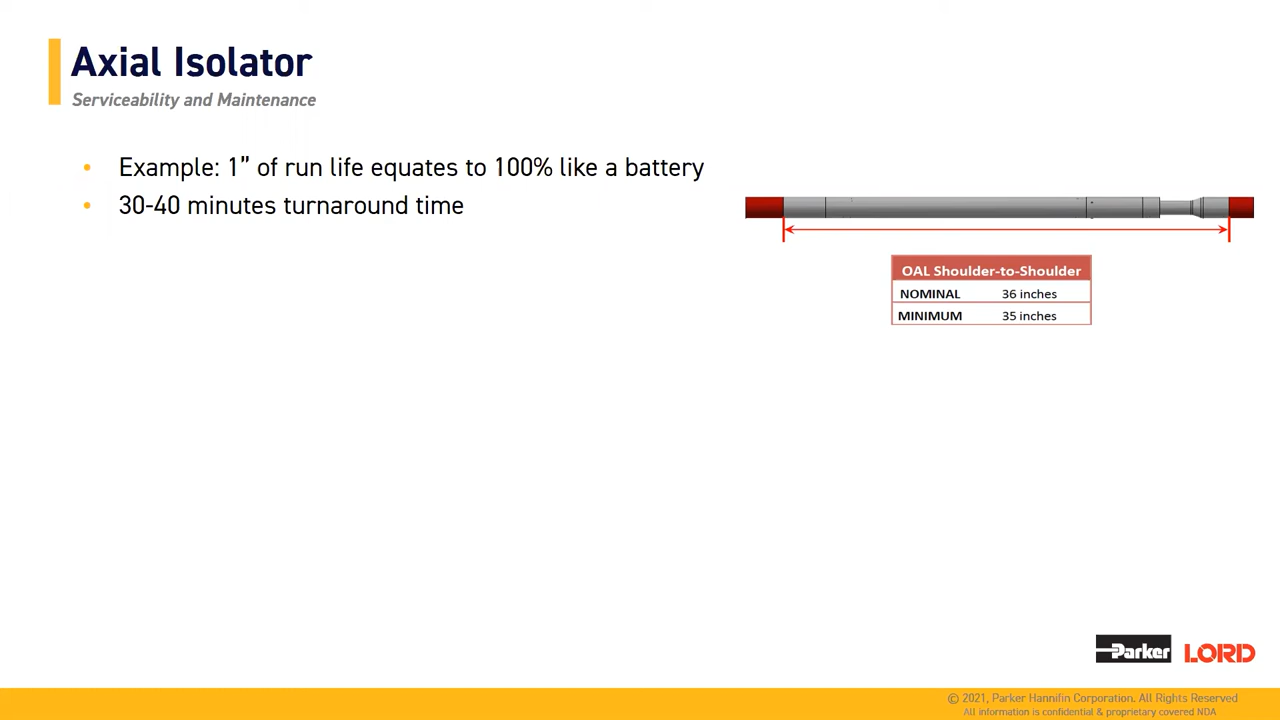 Axial Isolator
Serviceability and Maintenance
• Example: 1” of run life equates to 100% like a battery
• 30-40 minutes turnaround time
OAL Shoulder-to-Shoulder
NOMINAL 36 inches
MINIMUM 35 inches
Parker LORD
© 2021, Parker Hannifin Corporation. All Rights Reserved
All information is confidential & proprietary covered NDA